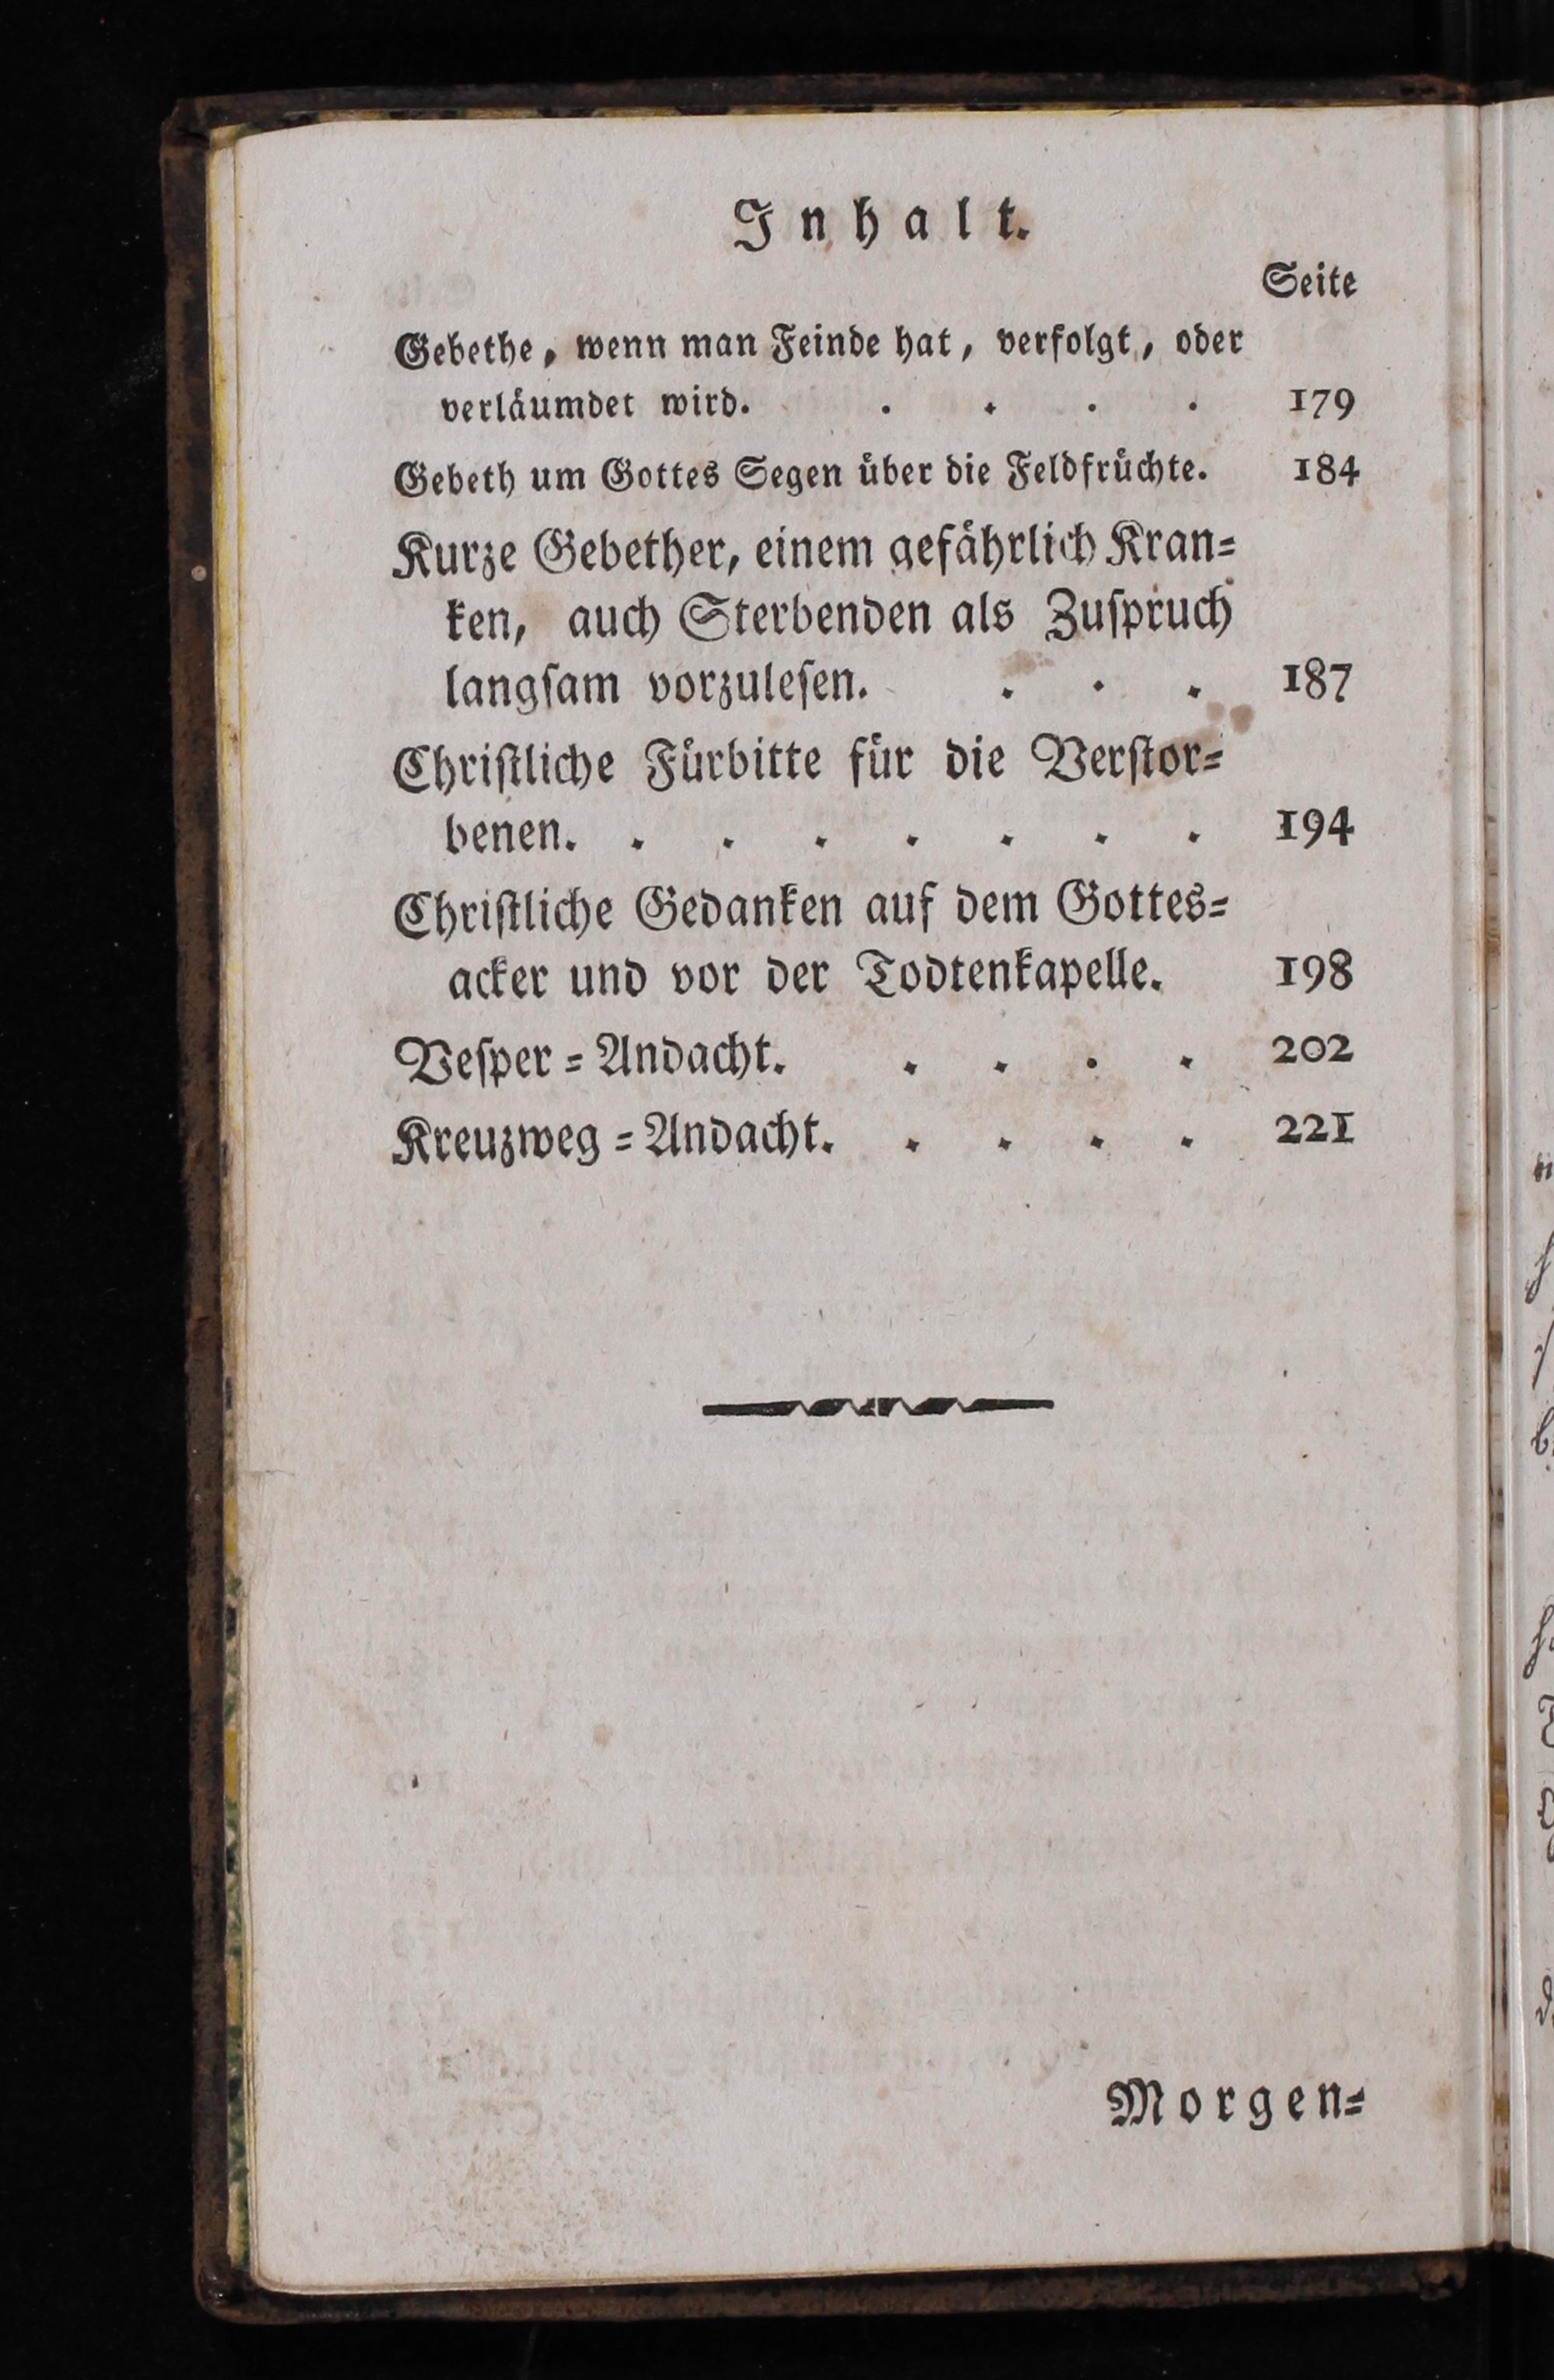 Inhalt.
Seite
Gebethe, wenn man Feinde hat, verfolgt, oder
verläumdet wird. . . . . 179
Gebeth um Gottes Segen über die Feldfrüchte. 184
Kurze Gebether, einem gefährlich Kran=
ken, auch Sterbenden als Zuſpruch
langſam vorzuleſen. . . . 187
Chriſtliche Fürbitte für die Verſtor=
benen. . . . . . . . 194
Chriſtliche Gedanken auf dem Gottes=
acker und vor der Todtenkapelle. 198
Veſper=Andacht. . . . . 202
Kreuzweg=Andacht. . . . . 221
Morgen=